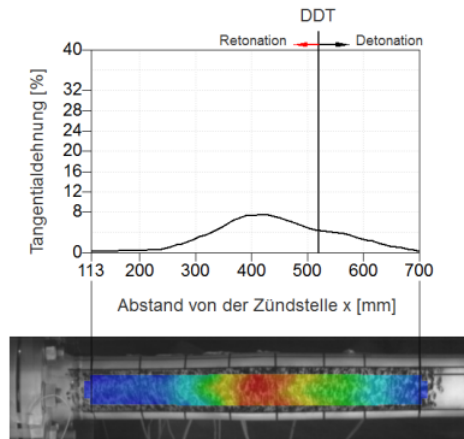 DDT
Retonation Detonation
Tangentialdehnung [%]
40
32
28
24
20
16
12
8
0
113 200 300 400 500 600 700
Abstand von der Zündstelle x [mm]